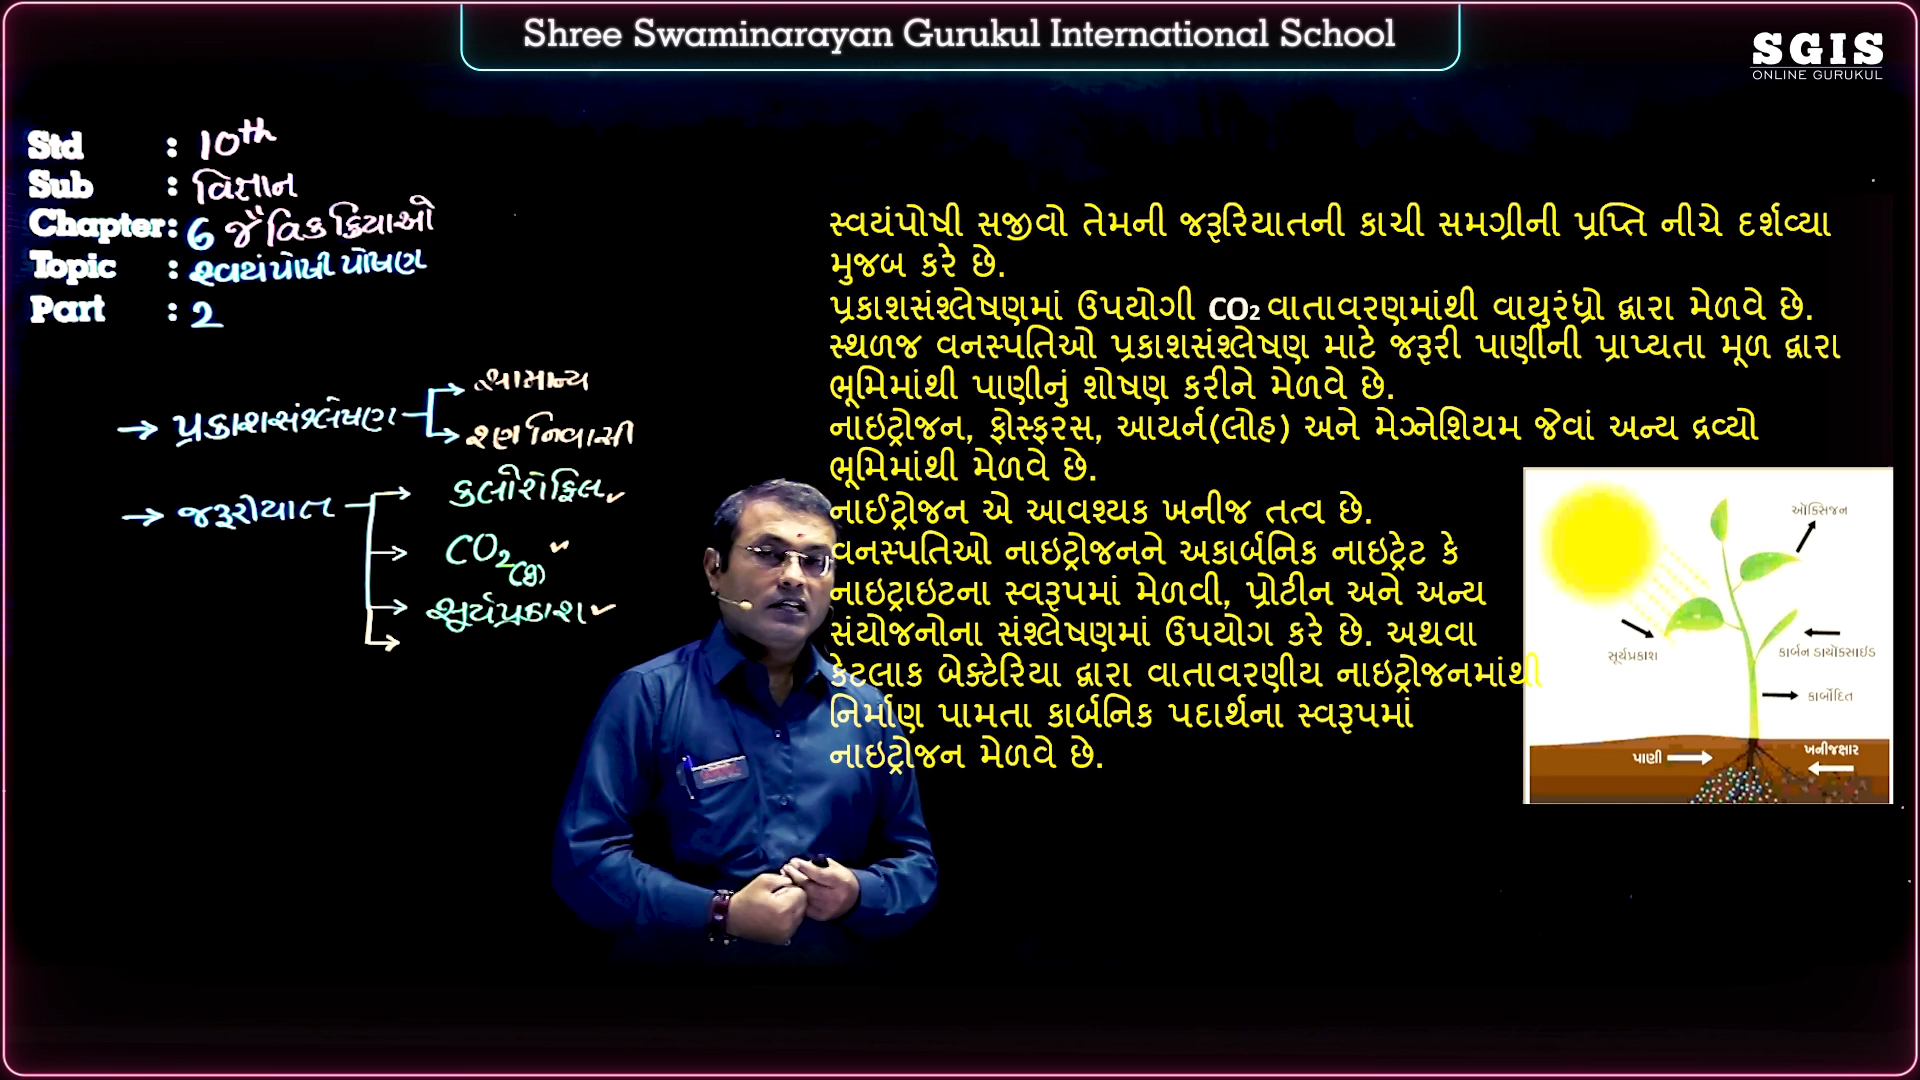 Shree Swaminarayan Gurukul International School
SGIS
ONLINE GURUKUL
Std : 10th
Sub : વિજ્ઞાન
Chapter : 6 જૈવિક ક્રિયાઓ
Topic : સ્વયંપોષી પોષણ
Part : 2
→ પ્રકાશસંશ્લેષણ
→ સામાન્ય
→ રણ નિવાસી
→ જરૂરીયાત
→ ક્લોરોફિલ ✓
→ CO2(g) ✓
→ સૂર્યપ્રકાશ ✓
સ્વયંપોષી સજીવો તેમની જરૂરિયાતની કાચી સમગ્રીની પ્રપ્તિ નીચે દર્શવ્યા
મુજબ કરે છે.
પ્રકાશસંશ્લેષણમાં ઉપયોગી CO₂ વાતાવરણમાંથી વાયુરંધ્રો દ્વારા મેળવે છે.
સ્થળજ વનસ્પતિઓ પ્રકાશસંશ્લેષણ માટે જરૂરી પાણીની પ્રાપ્યતા મૂળ દ્વારા
ભૂમિમાંથી પાણીનું શોષણ કરીને મેળવે છે.
નાઇટ્રોજન, ફોસ્ફરસ, આયર્ન(લોહ) અને મેગ્નેશિયમ જેવાં અન્ય દ્રવ્યો
ભૂમિમાંથી મેળવે છે.
નાઈટ્રોજન એ આવશ્યક ખનીજ તત્વ છે.
વનસ્પતિઓ નાઇટ્રોજનને અકાર્બનિક નાઇટ્રેટ કે
નાઇટ્રાઇટના સ્વરૂપમાં મેળવી, પ્રોટીન અને અન્ય
સંયોજનોના સંશ્લેષણમાં ઉપયોગ કરે છે. અથવા
કેટલાક બેક્ટેરિયા દ્વારા વાતાવરણીય નાઇટ્રોજનમાંથી
નિર્માણ પામતા કાર્બનિક પદાર્થના સ્વરૂપમાં
નાઇટ્રોજન મેળવે છે.
ઑક્સિજન
સૂર્યપ્રકાશ
કાર્બન ડાયૉક્સાઈડ
કાર્બોદિત
પાણી
ખનીજક્ષાર